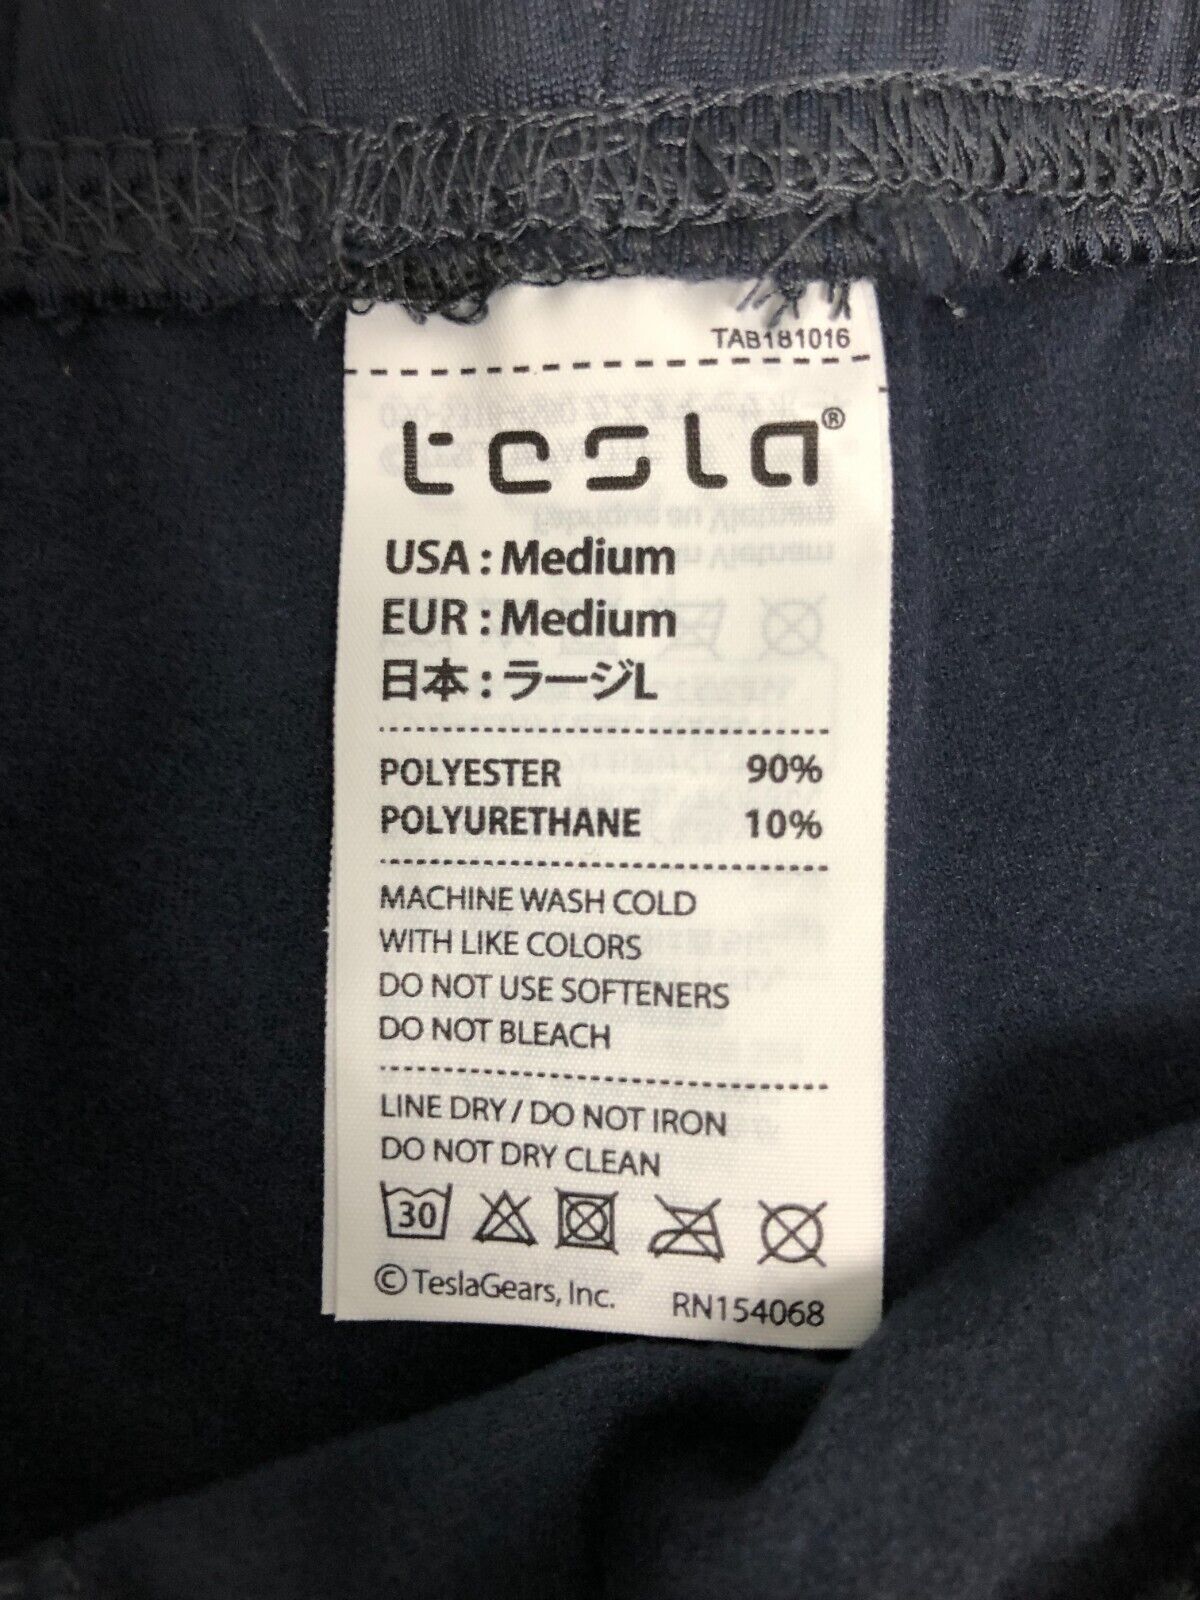 TAB181016
tesla®
USA : Medium
EUR : Medium
日本 : ラージL
POLYESTER 90%
POLYURETHANE 10%
MACHINE WASH COLD
WITH LIKE COLORS
DO NOT USE SOFTENERS
DO NOT BLEACH
LINE DRY / DO NOT IRON
DO NOT DRY CLEAN
30
© TeslaGears, Inc. RN154068